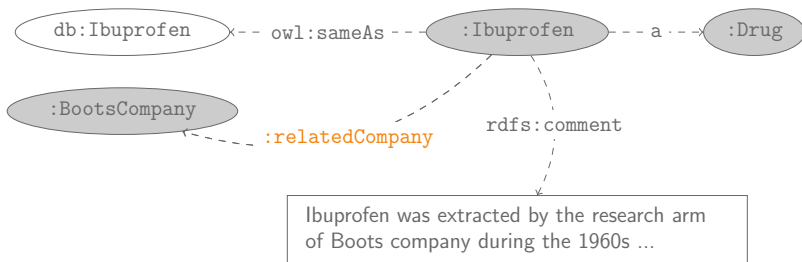 db:Ibuprofen owl:sameAs :Ibuprofen a :Drug
:BootsCompany
:relatedCompany
rdfs:comment
Ibuprofen was extracted by the research arm
of Boots company during the 1960s ...